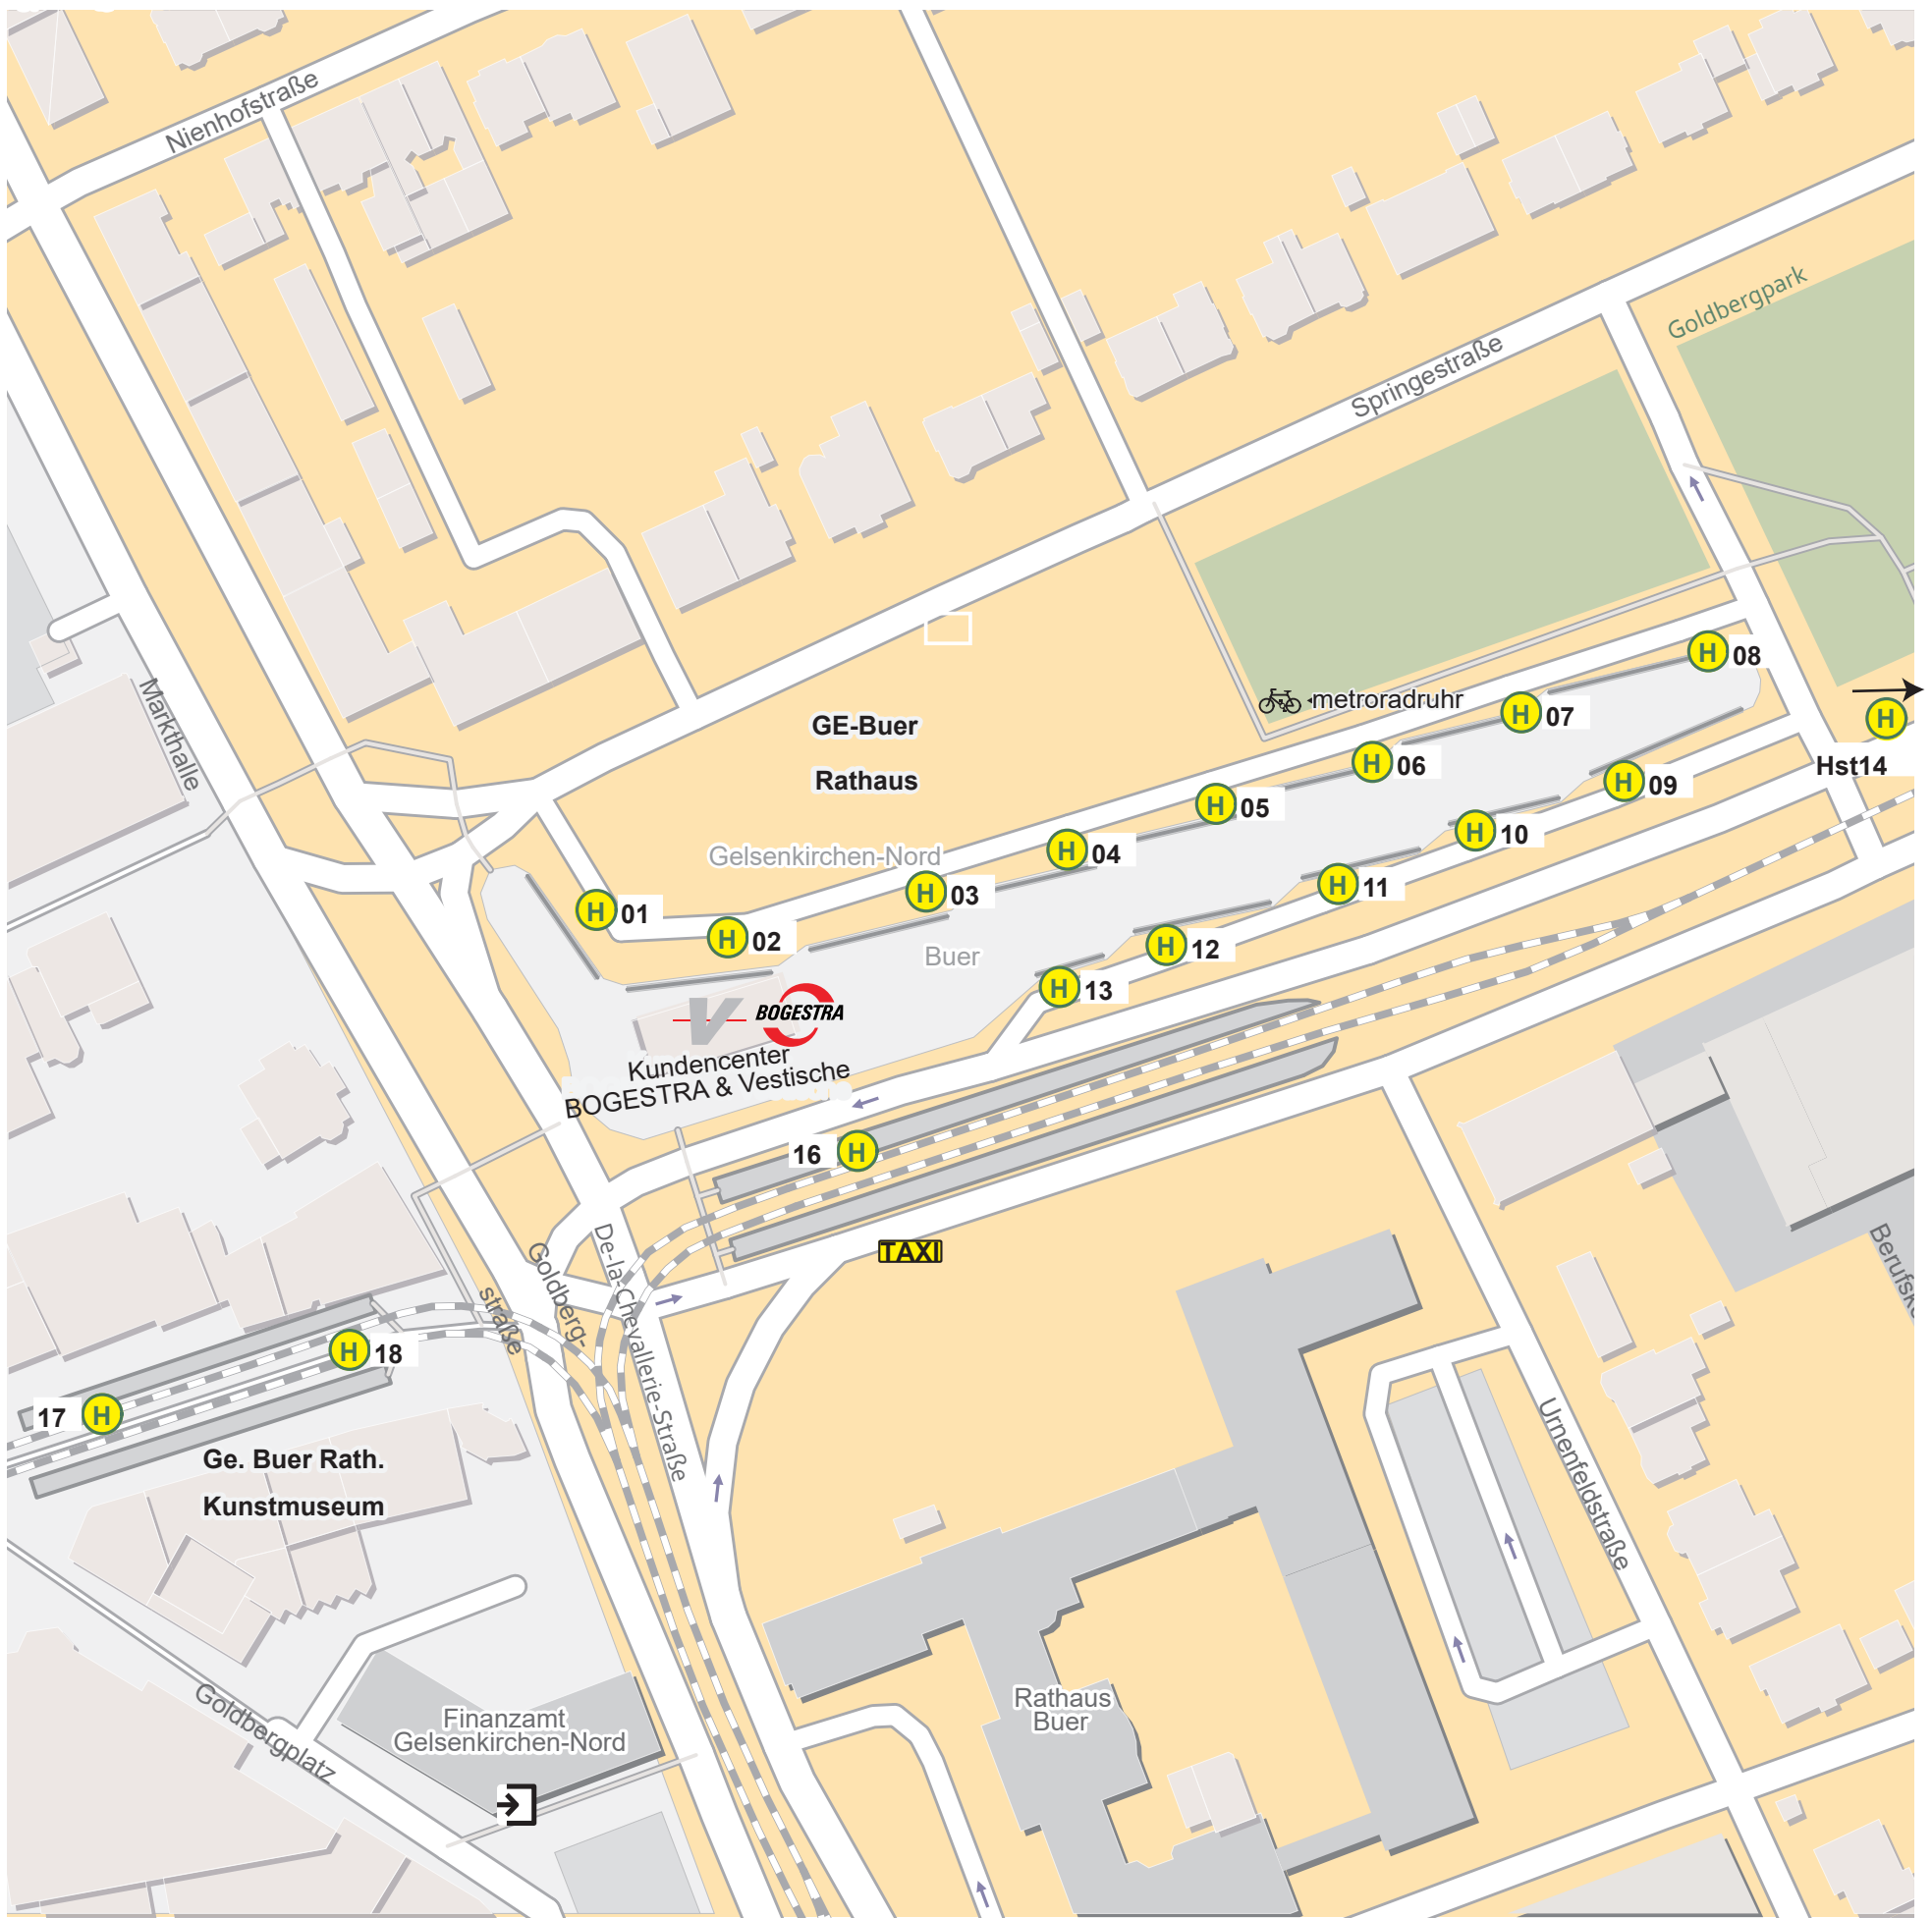 Nienhofstraße
Goldbergpark
Springestraße
Markthalle
H 08
metroradruhr
H 07
GE-Buer
Rathaus
H
Hst14
H 06
H 09
H 05
H 10
Gelsenkirchen-Nord
H 04
H 11
H 03
H 01
H 02
Buer
H 12
H 13
V BOGESTRA
Kundencenter
BOGESTRA & Vestische
16 H
TAXI
De-la-Chevallerie-Straße
Goldberg-
straße
H 18
17 H
Ge. Buer Rath.
Kunstmuseum
Urnenfeldstraße
Rathaus
Buer
Goldbergplatz
Finanzamt
Gelsenkirchen-Nord